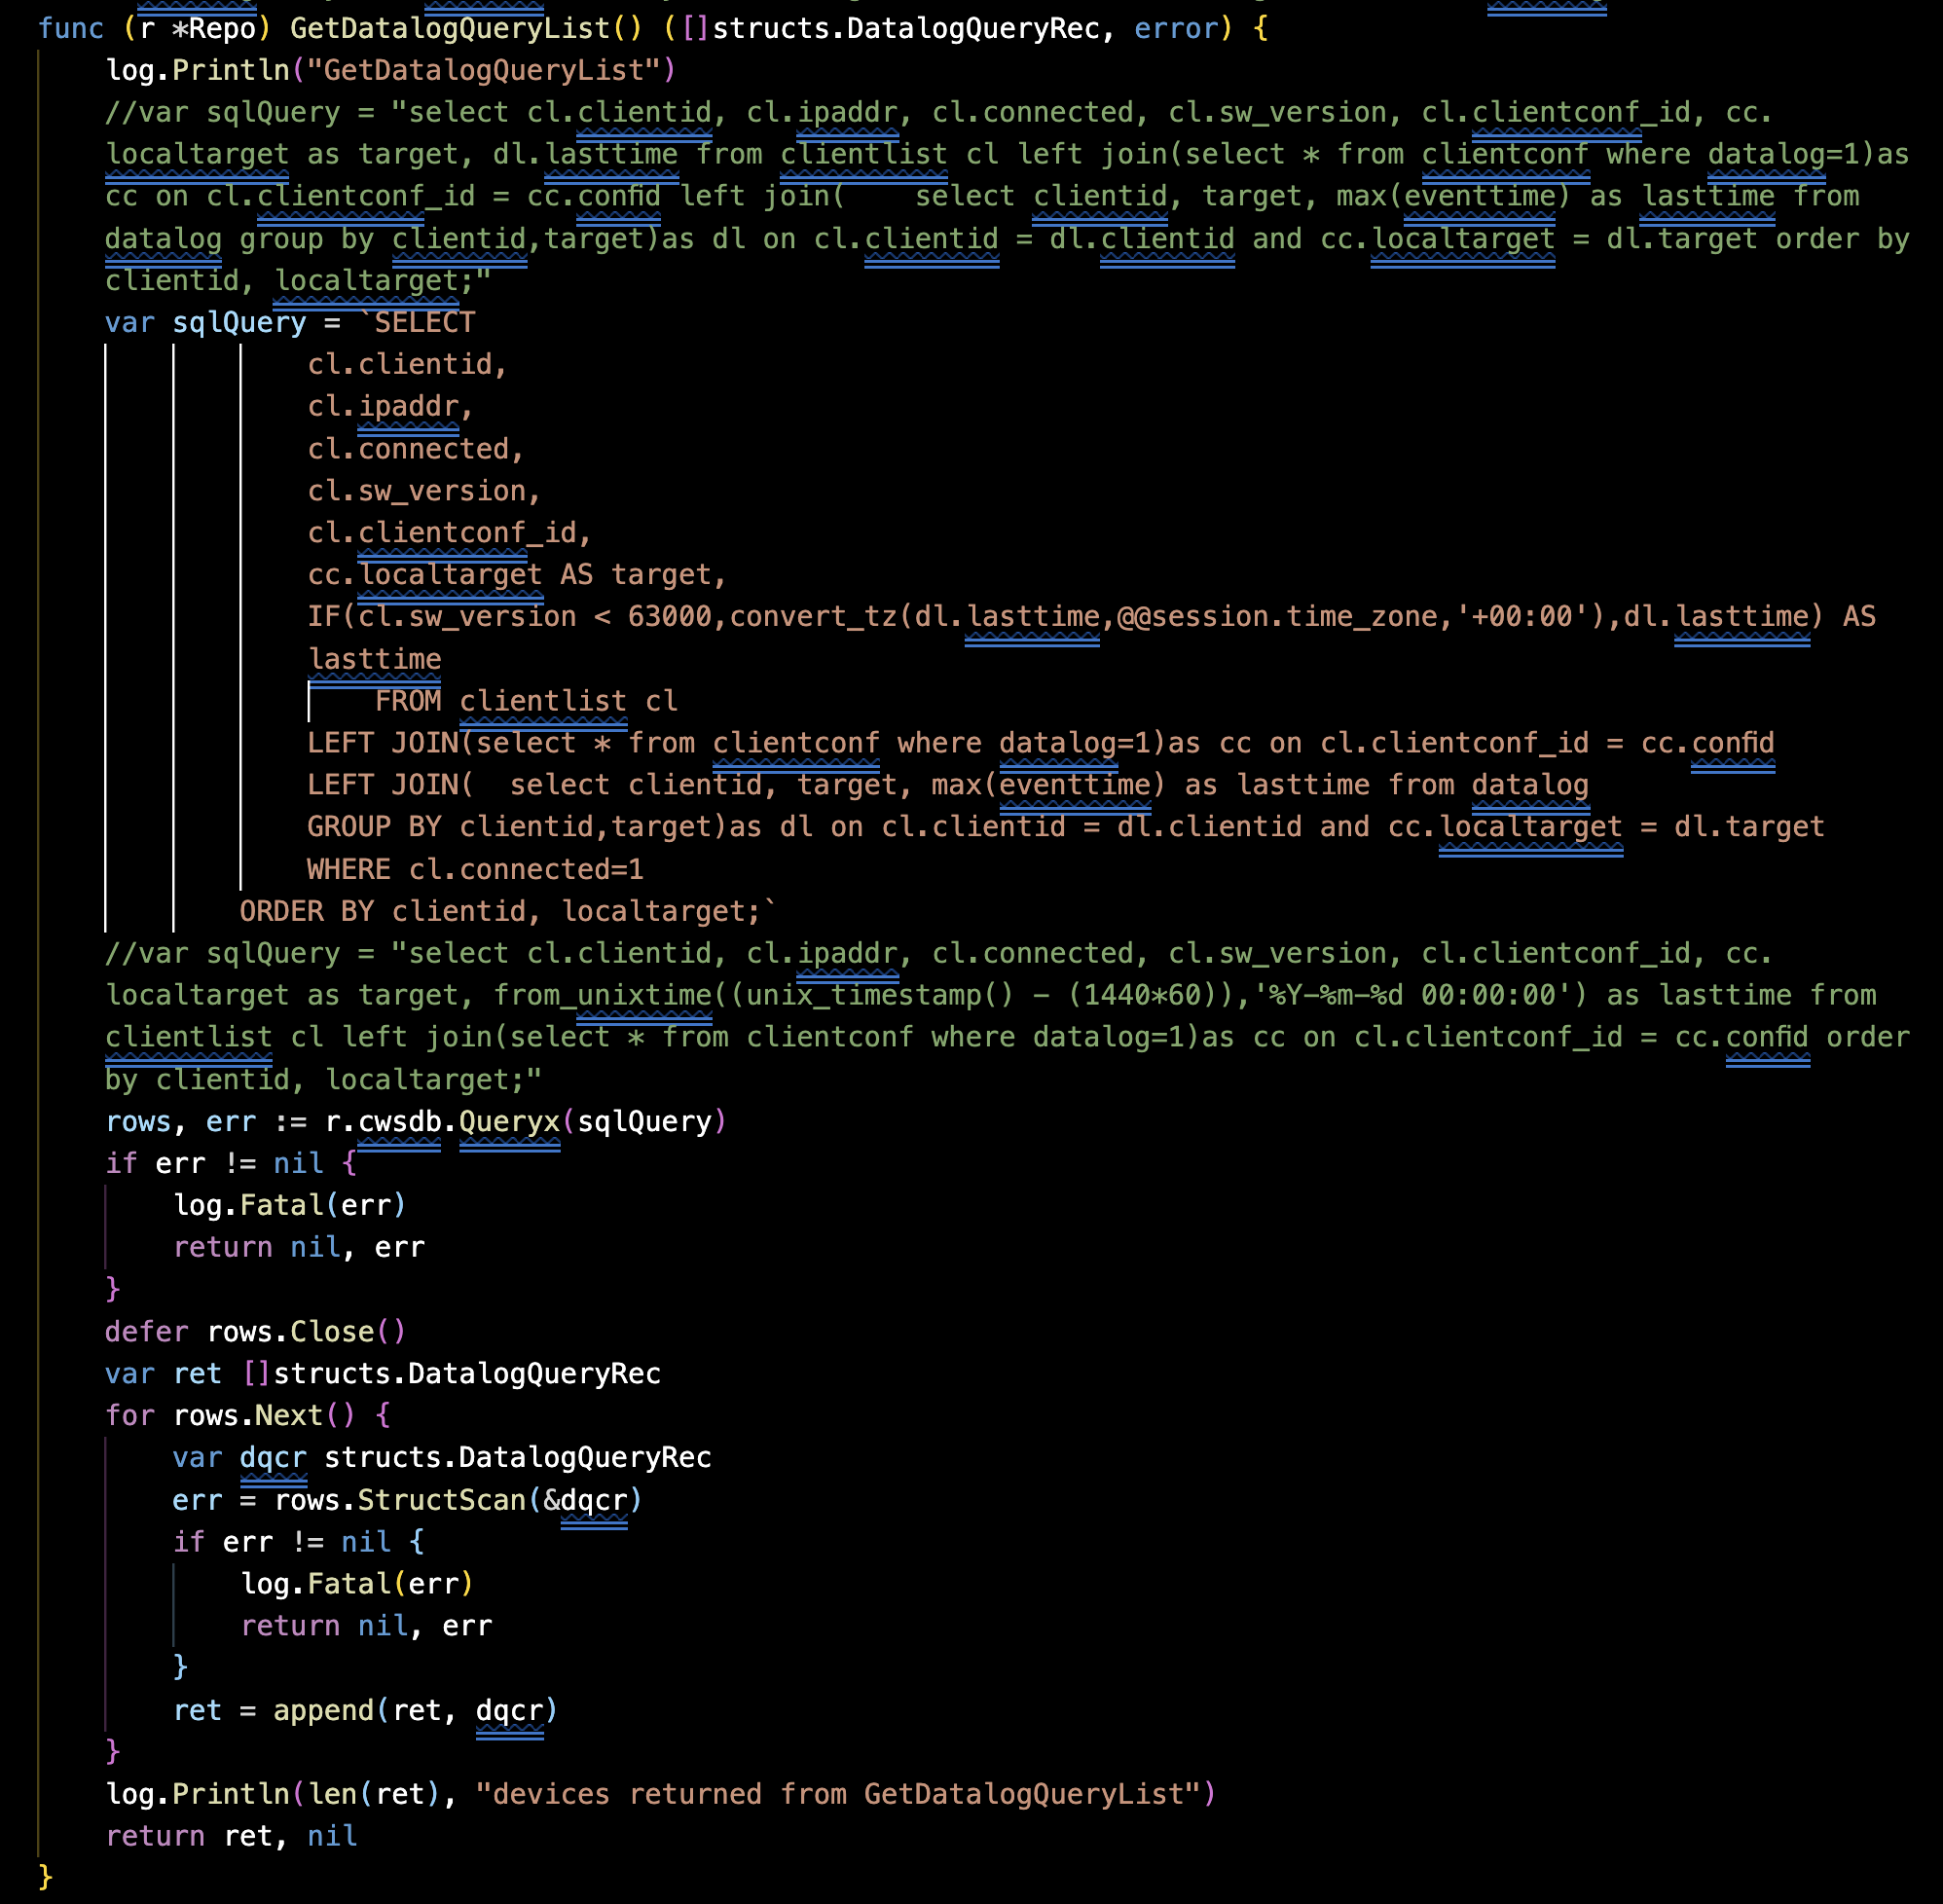 func (r *Repo) GetDatalogQueryList() ([]structs.DatalogQueryRec, error) {
log.Println("GetDatalogQueryList")
//var sqlQuery = "select cl.clientid, cl.ipaddr, cl.connected, cl.sw_version, cl.clientconf_id, cc.
localtarget as target, dl.lasttime from clientlist cl left join(select * from clientconf where datalog=1)as
cc on cl.clientconf_id = cc.confid left join(    select clientid, target, max(eventtime) as lasttime from
datalog group by clientid,target)as dl on cl.clientid = dl.clientid and cc.localtarget = dl.target order by
clientid, localtarget;"
var sqlQuery = `SELECT
cl.clientid,
cl.ipaddr,
cl.connected,
cl.sw_version,
cl.clientconf_id,
cc.localtarget AS target,
IF(cl.sw_version < 63000,convert_tz(dl.lasttime,@@session.time_zone,'+00:00'),dl.lasttime) AS
lasttime
FROM clientlist cl
LEFT JOIN(select * from clientconf where datalog=1)as cc on cl.clientconf_id = cc.confid
LEFT JOIN(  select clientid, target, max(eventtime) as lasttime from datalog
GROUP BY clientid,target)as dl on cl.clientid = dl.clientid and cc.localtarget = dl.target
WHERE cl.connected=1
ORDER BY clientid, localtarget;`
//var sqlQuery = "select cl.clientid, cl.ipaddr, cl.connected, cl.sw_version, cl.clientconf_id, cc.
localtarget as target, from_unixtime((unix_timestamp() - (1440*60)),'%Y-%m-%d 00:00:00') as lasttime from
clientlist cl left join(select * from clientconf where datalog=1)as cc on cl.clientconf_id = cc.confid order
by clientid, localtarget;"
rows, err := r.cwsdb.Queryx(sqlQuery)
if err != nil {
log.Fatal(err)
return nil, err
}
defer rows.Close()
var ret []structs.DatalogQueryRec
for rows.Next() {
var dqcr structs.DatalogQueryRec
err = rows.StructScan(&dqcr)
if err != nil {
log.Fatal(err)
return nil, err
}
ret = append(ret, dqcr)
}
log.Println(len(ret), "devices returned from GetDatalogQueryList")
return ret, nil
}